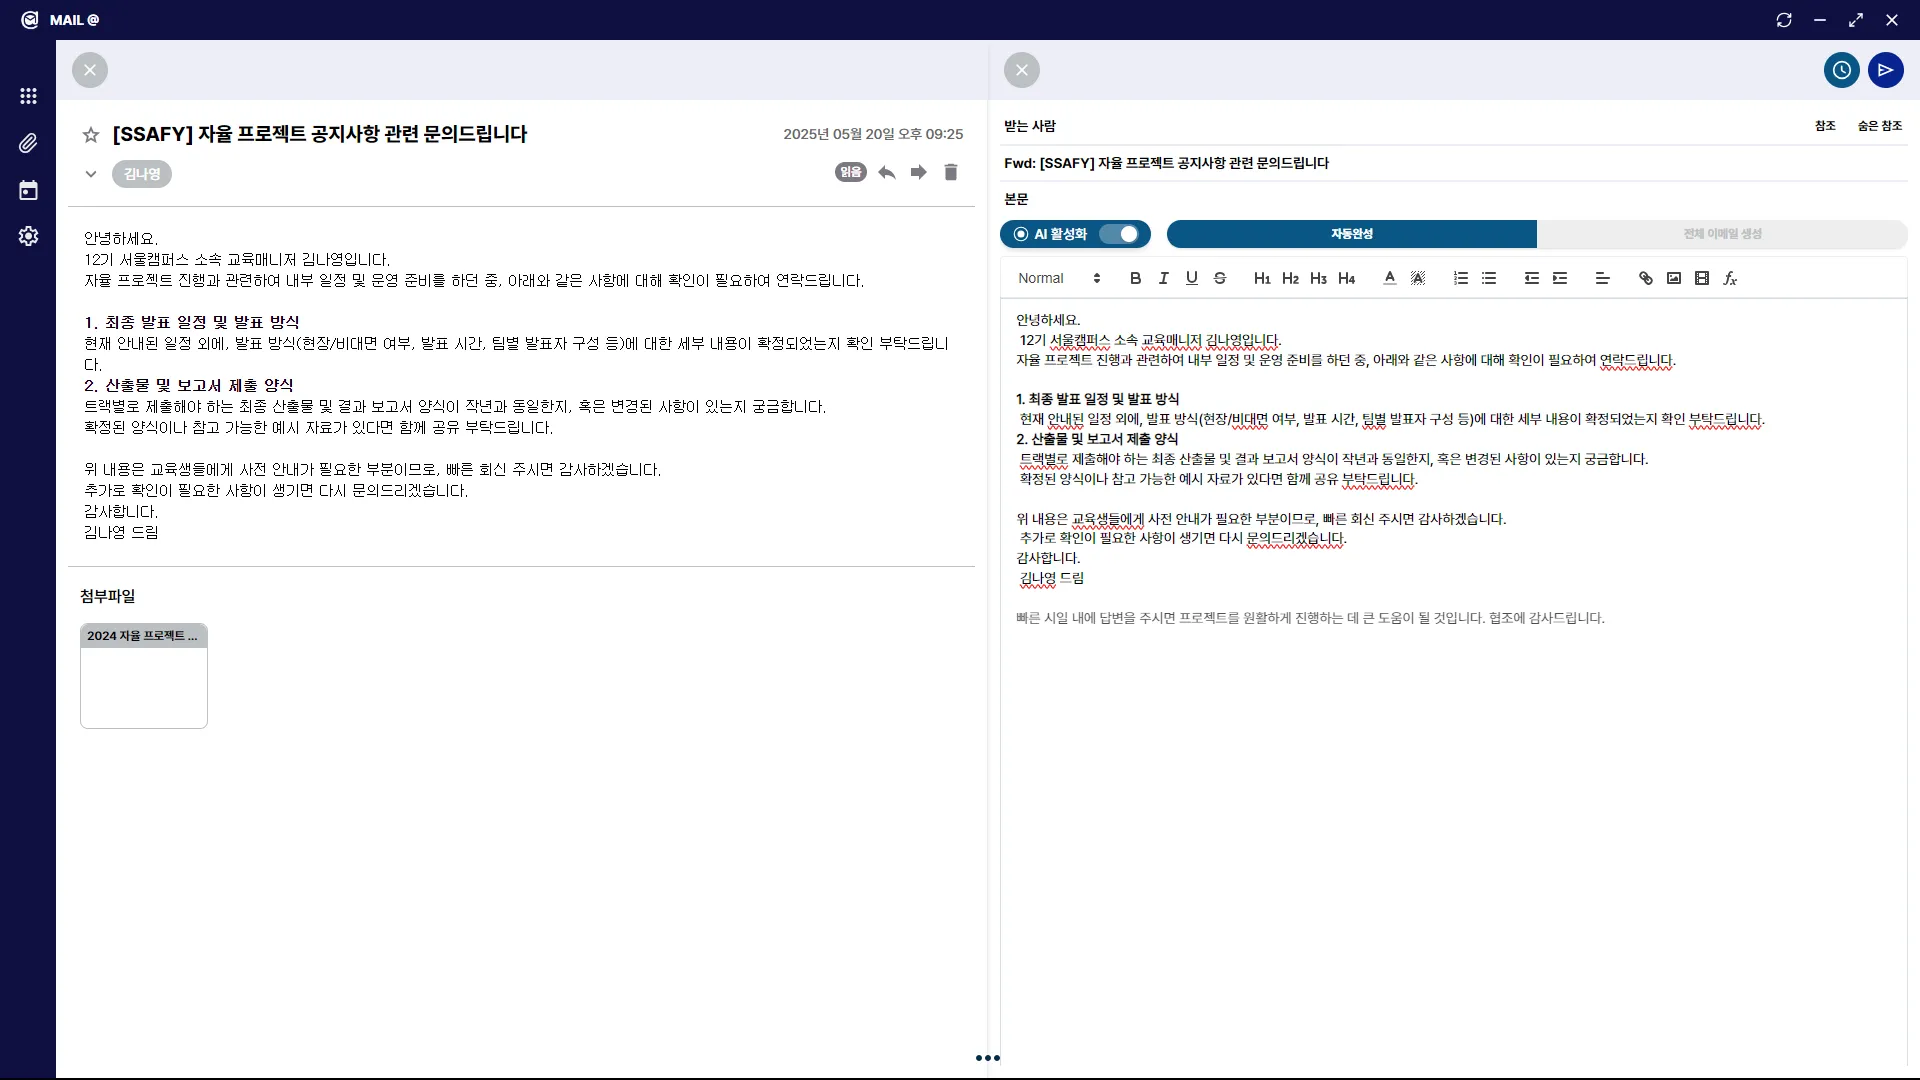 MAIL @
[SSAFY] 자율 프로젝트 공지사항 관련 문의드립니다
2025년 05월 20일 오후 09:25
김나영
읽음
안녕하세요.
12기 서울캠퍼스 소속 교육매니저 김나영입니다.
자율 프로젝트 진행과 관련하여 내부 일정 및 운영 준비를 하던 중, 아래와 같은 사항에 대해 확인이 필요하여 연락드립니다.
1. 최종 발표 일정 및 발표 방식
현재 안내된 일정 외에, 발표 방식(현장/비대면 여부, 발표 시간, 팀별 발표자 구성 등)에 대한 세부 내용이 확정되었는지 확인 부탁드립니
다.
2. 산출물 및 보고서 제출 양식
트랙별로 제출해야 하는 최종 산출물 및 결과 보고서 양식이 작년과 동일한지, 혹은 변경된 사항이 있는지 궁금합니다.
확정된 양식이나 참고 가능한 예시 자료가 있다면 함께 공유 부탁드립니다.
위 내용은 교육생들에게 사전 안내가 필요한 부분이므로, 빠른 회신 주시면 감사하겠습니다.
추가로 확인이 필요한 사항이 생기면 다시 문의드리겠습니다.
감사합니다.
김나영 드림
첨부파일
2024 자율 프로젝트 ...
받는 사람
참조 숨은 참조
Fwd: [SSAFY] 자율 프로젝트 공지사항 관련 문의드립니다
본문
AI 활성화
자동완성
전체 이메일 생성
Normal
B I U S H1 H2 H3 H4 A A fx
안녕하세요.
12기 서울캠퍼스 소속 교육매니저 김나영입니다.
자율 프로젝트 진행과 관련하여 내부 일정 및 운영 준비를 하던 중, 아래와 같은 사항에 대해 확인이 필요하여 연락드립니다.
1. 최종 발표 일정 및 발표 방식
현재 안내된 일정 외에, 발표 방식(현장/비대면 여부, 발표 시간, 팀별 발표자 구성 등)에 대한 세부 내용이 확정되었는지 확인 부탁드립니다.
2. 산출물 및 보고서 제출 양식
트랙별로 제출해야 하는 최종 산출물 및 결과 보고서 양식이 작년과 동일한지, 혹은 변경된 사항이 있는지 궁금합니다.
확정된 양식이나 참고 가능한 예시 자료가 있다면 함께 공유 부탁드립니다.
위 내용은 교육생들에게 사전 안내가 필요한 부분이므로, 빠른 회신 주시면 감사하겠습니다.
추가로 확인이 필요한 사항이 생기면 다시 문의드리겠습니다.
감사합니다.
김나영 드림
빠른 시일 내에 답변을 주시면 프로젝트를 원활하게 진행하는 데 큰 도움이 될 것입니다. 협조에 감사드립니다.